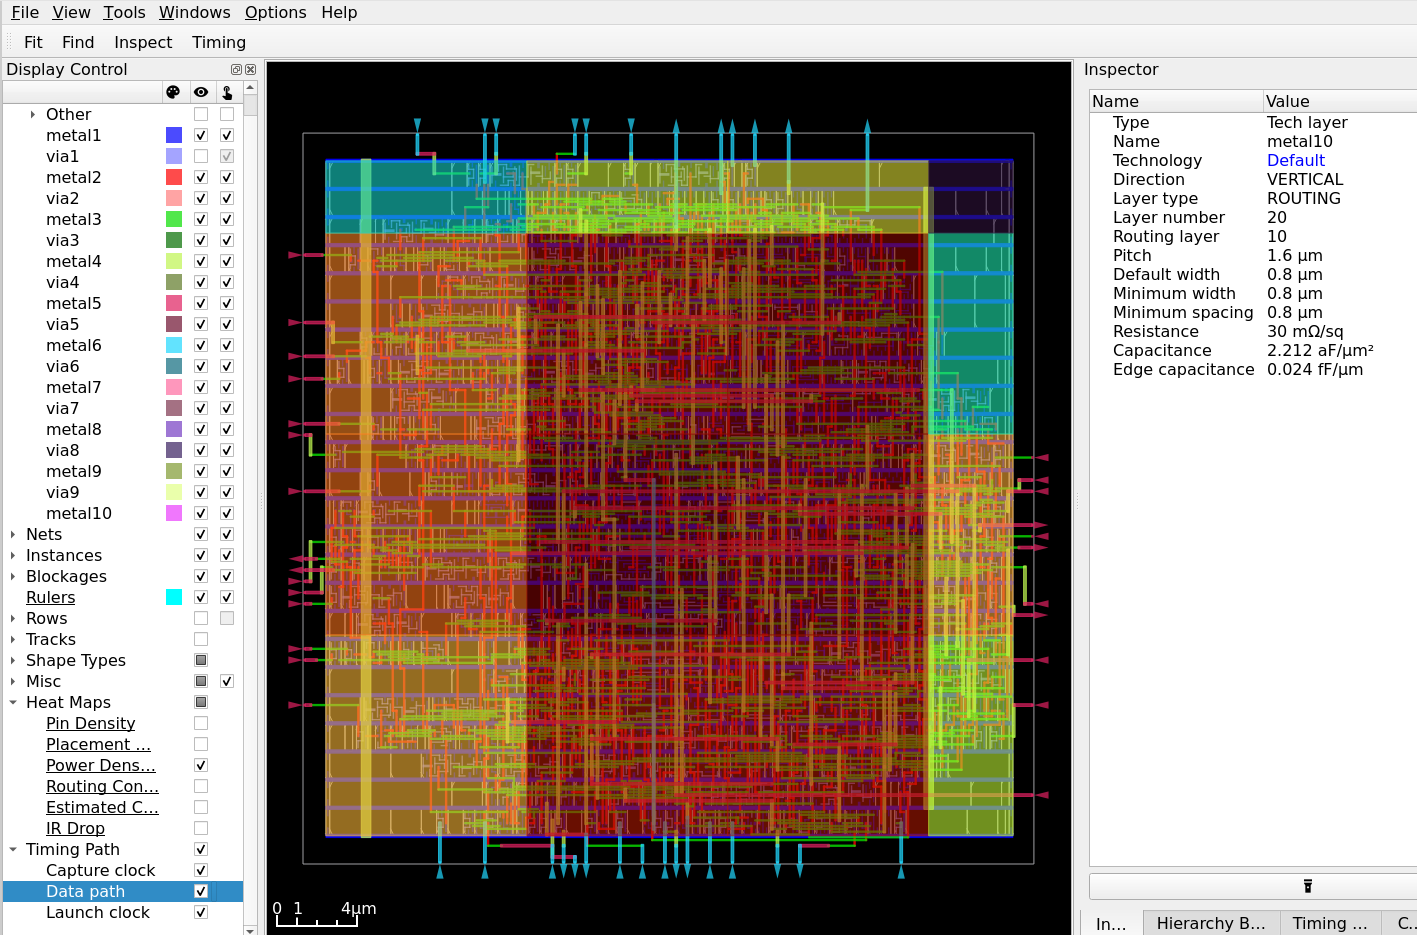 File View Tools Windows Options Help
Fit Find Inspect Timing
Display Control
Other
metal1
via1
metal2
via2
metal3
via3
metal4
via4
metal5
via5
metal6
via6
metal7
via7
metal8
via8
metal9
via9
metal10
Nets
Instances
Blockages
Rulers
Rows
Tracks
Shape Types
Misc
Heat Maps
Pin Density
Placement ...
Power Dens...
Routing Con...
Estimated C...
IR Drop
Timing Path
Capture clock
Data path
Launch clock
0 1 4μm
Inspector
Name Value
Type Tech layer
Name metal10
Technology Default
Direction VERTICAL
Layer type ROUTING
Layer number 20
Routing layer 10
Pitch 1.6 μm
Default width 0.8 μm
Minimum width 0.8 μm
Minimum spacing 0.8 μm
Resistance 30 mΩ/sq
Capacitance 2.212 aF/μm²
Edge capacitance 0.024 fF/μm
In... Hierarchy B... Timing ... C...